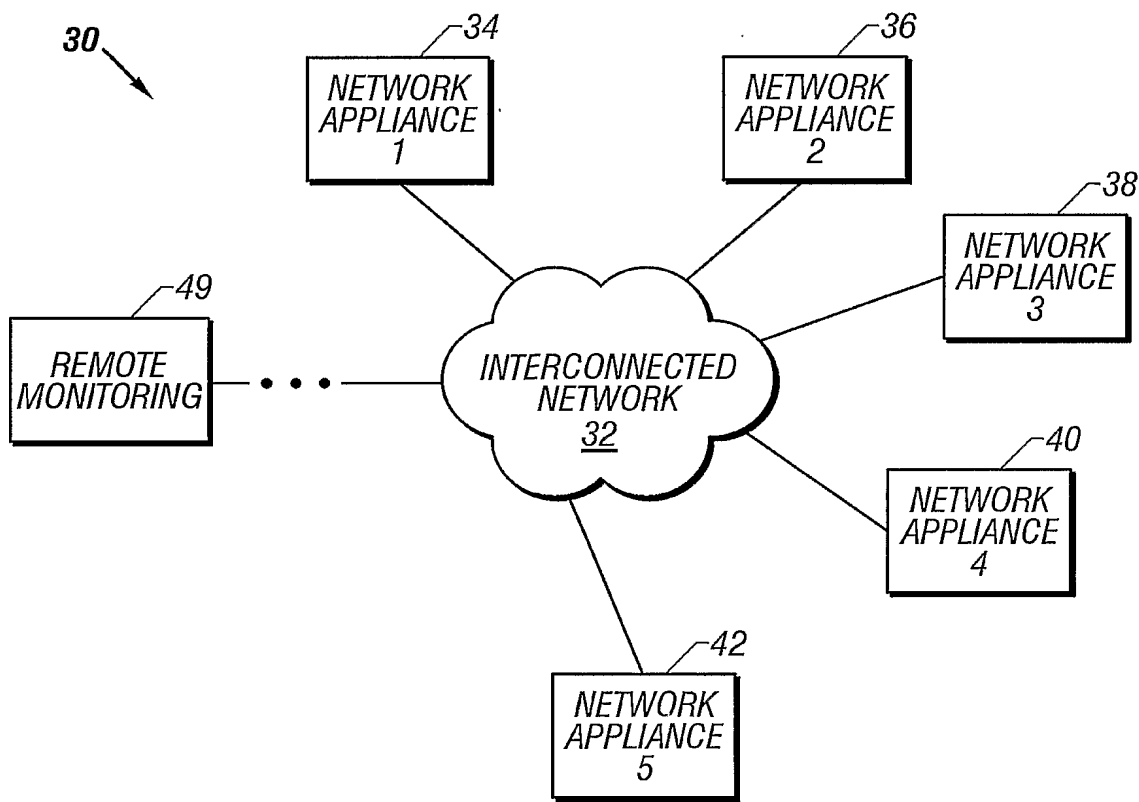 30
34
NETWORK
APPLIANCE
1
36
NETWORK
APPLIANCE
2
38
NETWORK
APPLIANCE
3
49
REMOTE
MONITORING
INTERCONNECTED
NETWORK
32
40
NETWORK
APPLIANCE
4
42
NETWORK
APPLIANCE
5